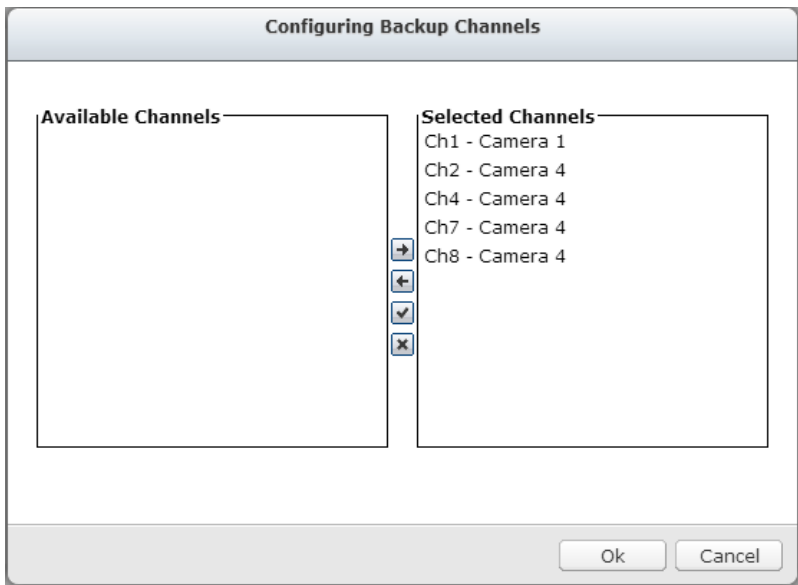 Configuring Backup Channels
Available Channels
Selected Channels
Ch1 - Camera 1
Ch2 - Camera 4
Ch4 - Camera 4
Ch7 - Camera 4
Ch8 - Camera 4
Ok
Cancel